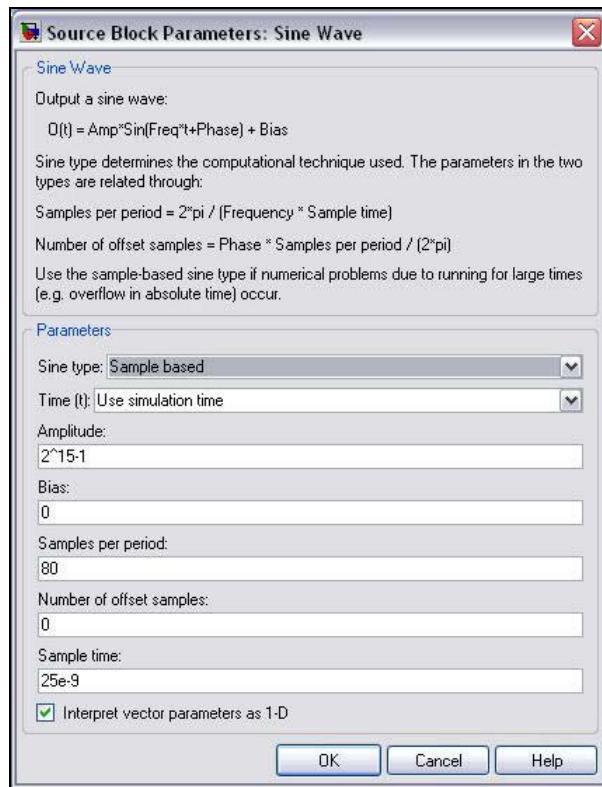 Source Block Parameters: Sine Wave
Sine Wave
Output a sine wave:
O(t) = Amp*Sin(Freq*t+Phase) + Bias
Sine type determines the computational technique used. The parameters in the two
types are related through:
Samples per period = 2*pi / (Frequency * Sample time)
Number of offset samples = Phase * Samples per period / (2*pi)
Use the sample-based sine type if numerical problems due to running for large times
(e.g. overflow in absolute time) occur.
Parameters
Sine type: Sample based
Time (t): Use simulation time
Amplitude:
2^15-1
Bias:
0
Samples per period:
80
Number of offset samples:
0
Sample time:
25e-9
Interpret vector parameters as 1-D
OK Cancel Help